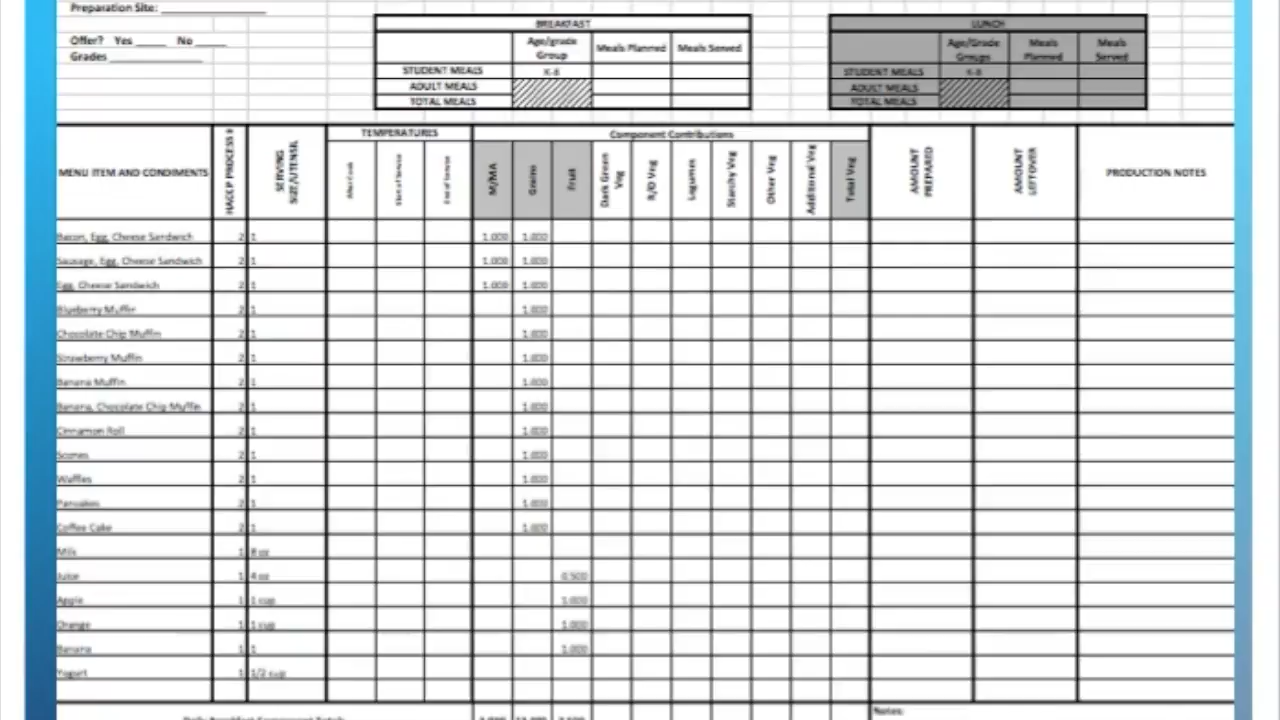 Preparation Site:
BREAKFAST LUNCH
Offer? Yes _____ No _____
Grades
Age/grade Group Meals Planned Meals Served
Age/Grade Groups Meals Planned Meals Served
STUDENT MEALS K-8
STUDENT MEALS K-8
ADULT MEALS
ADULT MEALS
TOTAL MEALS
TOTAL MEALS
TEMPERATURES Component Contributions
MENU ITEM AND CONDIMENTS HACCP PROCESS # SERVING SIZE/UTENSIL After Cook Start of Service End of Service M/MA Grains Fruit Dark Green Veg R/O Veg Legumes Starchy Veg Other Veg Additional Veg Total Veg AMOUNT PREPARED AMOUNT LEFTOVER PRODUCTION NOTES
Bacon, Egg, Cheese Sandwich 2 1 1.000 1.000
Sausage, Egg, Cheese Sandwich 2 1 1.000 1.000
Egg, Cheese Sandwich 2 1 1.000 1.000
Blueberry Muffin 2 1 1.000
Chocolate Chip Muffin 2 1 1.000
Strawberry Muffin 2 1 1.000
Banana Muffin 2 1 1.000
Banana, Chocolate Chip Muffin 2 1 1.000
Cinnamon Roll 2 1 1.000
Scones 2 1 1.000
Waffles 2 1 1.000
Pancakes 2 1 1.000
Coffee Cake 2 1 1.000
Milk 1 8 oz
Juice 1 4 oz 0.500
Apple 1 1 cup 1.000
Orange 1 1 cup 1.000
Banana 1 1 1.000
Yogurt 1 1/2 cup
Notes: